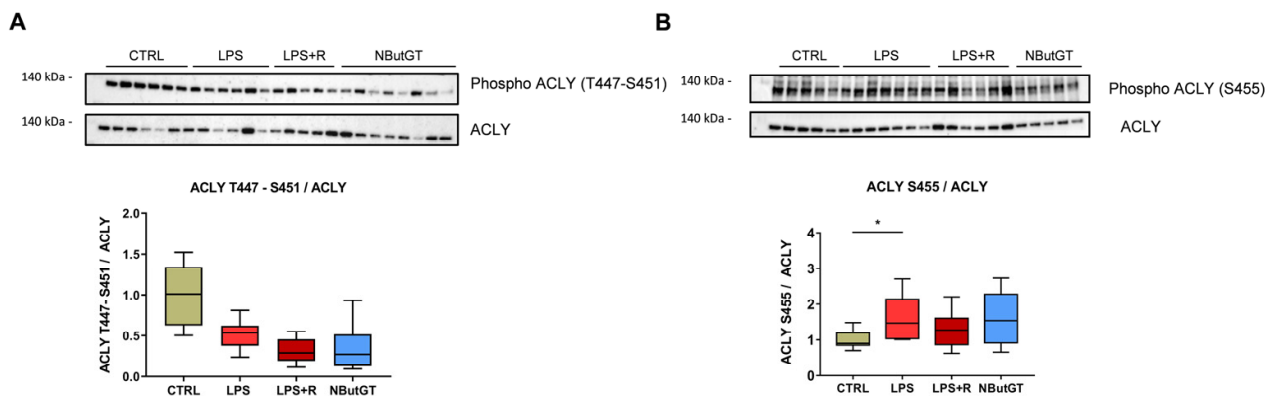 A
CTRL LPS LPS+R NButGT
140 kDa -
Phospho ACLY (T447-S451)
140 kDa -
ACLY
ACLY T447 - S451 / ACLY
ACLY T447- S451 / ACLY
2.0
1.5
1.0
0.5
0.0
CTRL LPS LPS+R NButGT
B
CTRL LPS LPS+R NButGT
140 kDa -
Phospho ACLY (S455)
140 kDa -
ACLY
ACLY S455 / ACLY
ACLY S455 / ACLY
4
3
2
1
0
*
CTRL LPS LPS+R NButGT